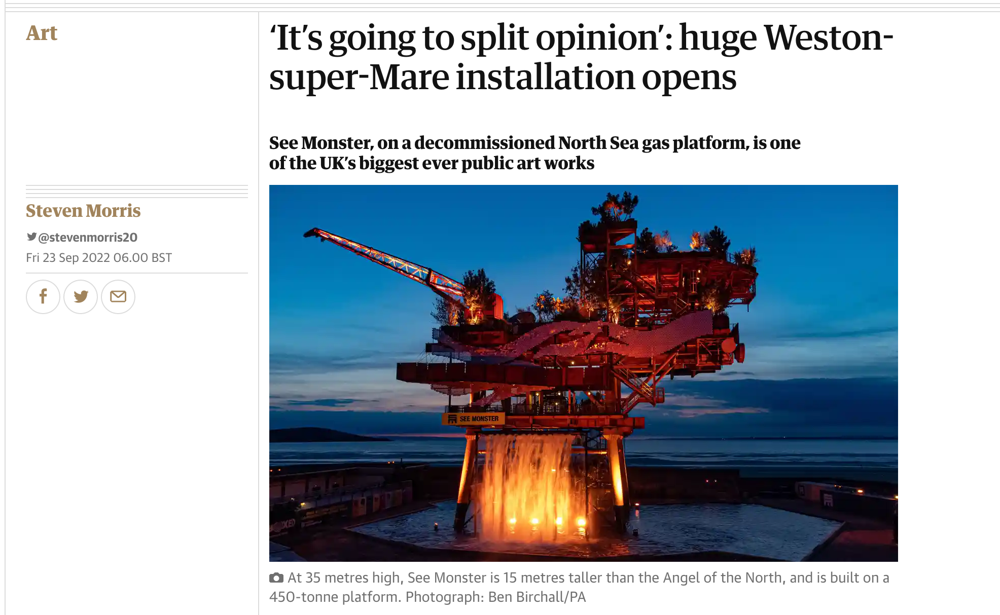 Art
‘It’s going to split opinion’: huge Weston-
super-Mare installation opens
See Monster, on a decommissioned North Sea gas platform, is one
of the UK’s biggest ever public art works
Steven Morris
@stevenmorris20
Fri 23 Sep 2022 06.00 BST
SEE MONSTER
At 35 metres high, See Monster is 15 metres taller than the Angel of the North, and is built on a
450-tonne platform. Photograph: Ben Birchall/PA